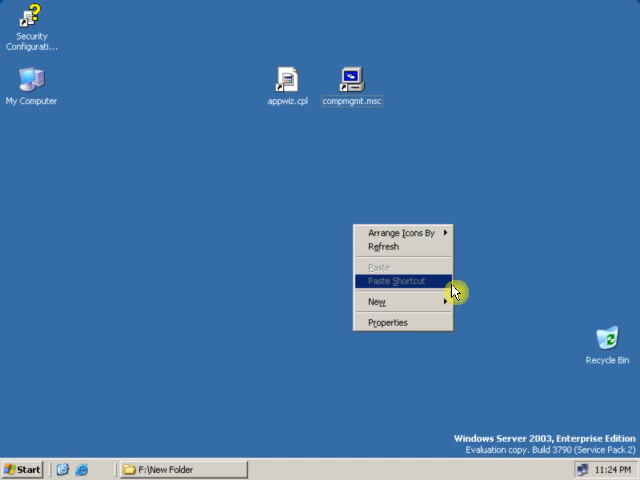 Security
Configurati...
My Computer
appwiz.cpl
compmgmt.msc
Arrange Icons By
Refresh
Paste
Paste Shortcut
New
Properties
Recycle Bin
Windows Server 2003, Enterprise Edition
Evaluation copy. Build 3790 (Service Pack 2)
Start
F:\New Folder
11:24 PM